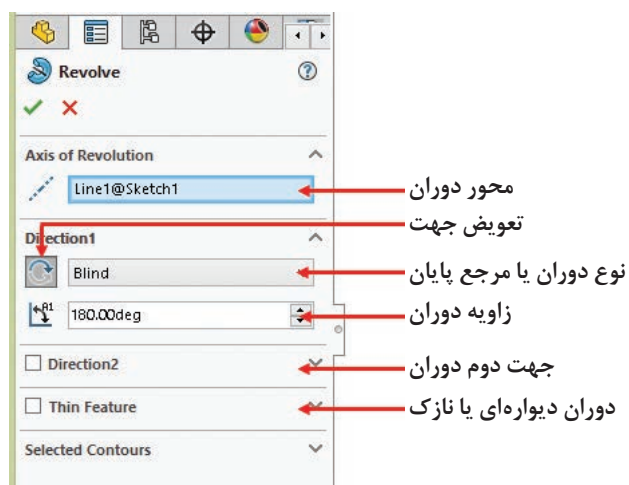 Revolve
Axis of Revolution
Line1@Sketch1
محور دوران
تعویض جهت
Direction1
Blind
نوع دوران یا مرجع پایان
A1
180.00deg
زاویه دوران
Direction2
جهت دوم دوران
Thin Feature
دوران دیواره‌ای یا نازک
Selected Contours